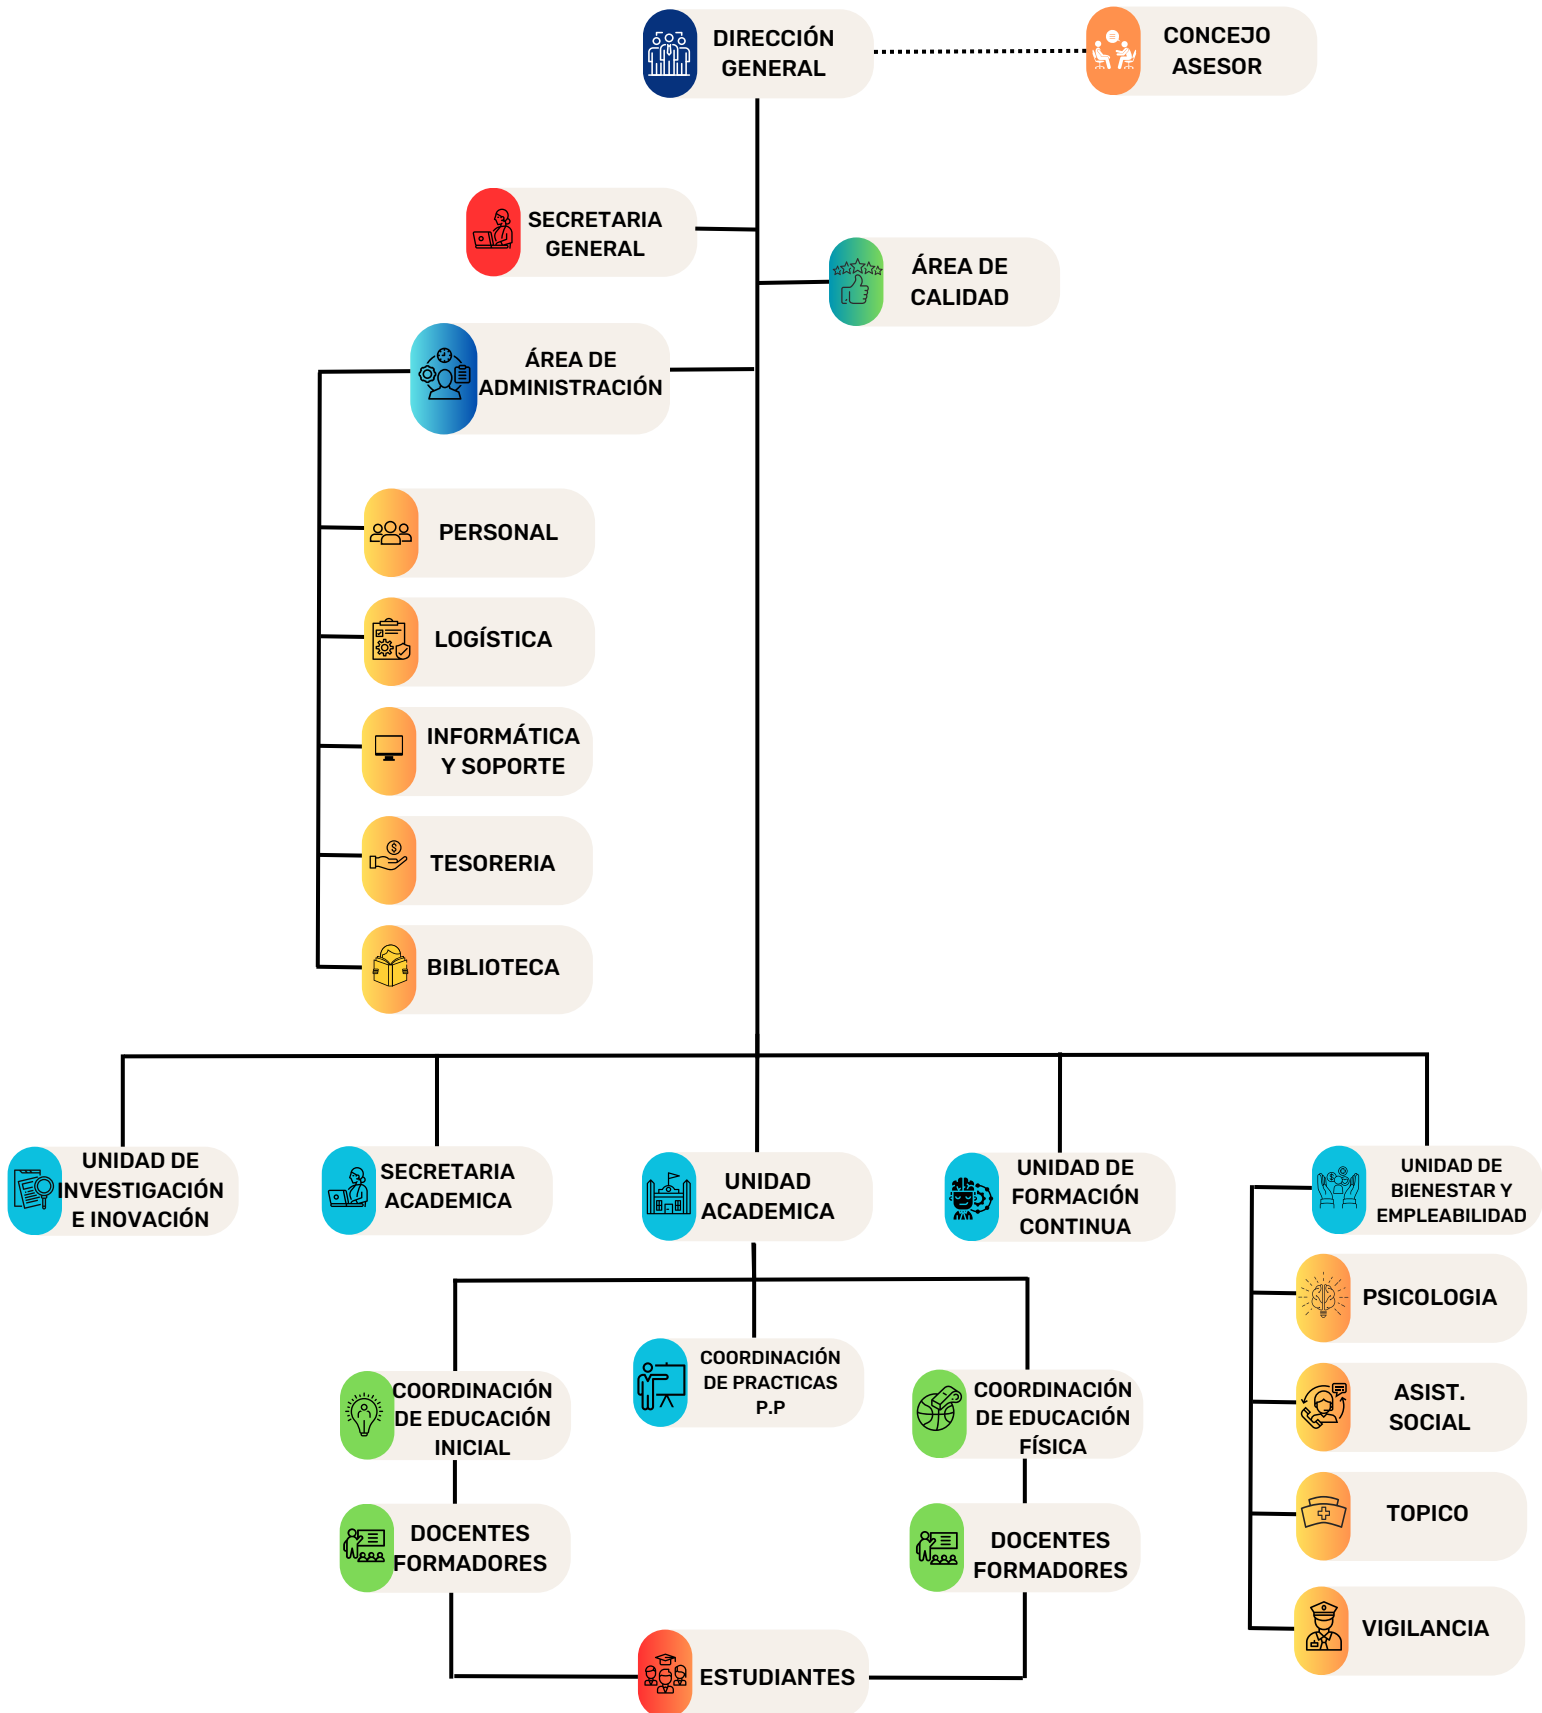 DIRECCIÓN
GENERAL
CONCEJO
ASESOR
SECRETARIA
GENERAL
ÁREA DE
CALIDAD
ÁREA DE
ADMINISTRACIÓN
PERSONAL
LOGÍSTICA
INFORMÁTICA
Y SOPORTE
TESORERIA
BIBLIOTECA
UNIDAD DE
INVESTIGACIÓN
E INOVACIÓN
SECRETARIA
ACADEMICA
UNIDAD
ACADEMICA
UNIDAD DE
FORMACIÓN
CONTINUA
UNIDAD DE
BIENESTAR Y
EMPLEABILIDAD
COORDINACIÓN
DE EDUCACIÓN
INICIAL
COORDINACIÓN
DE PRACTICAS
P.P
COORDINACIÓN
DE EDUCACIÓN
FÍSICA
PSICOLOGIA
ASIST.
SOCIAL
TOPICO
VIGILANCIA
DOCENTES
FORMADORES
DOCENTES
FORMADORES
ESTUDIANTES